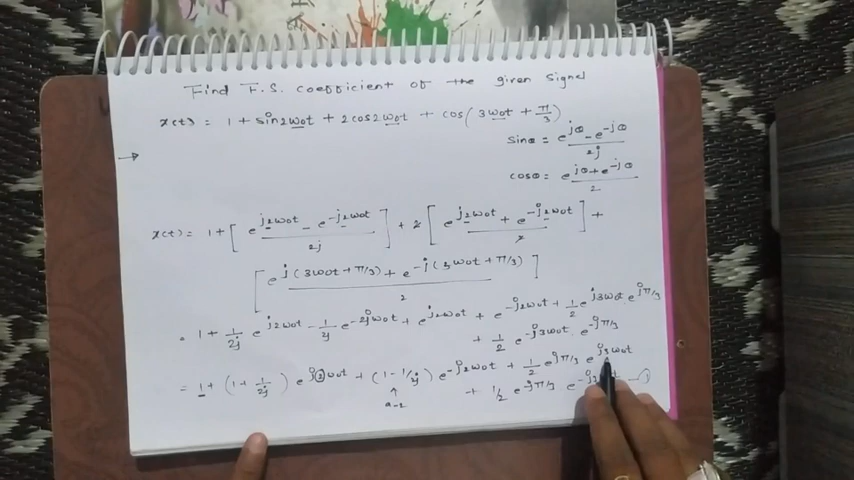 Find F.S. coefficient of the given signal
x(t) = 1 + sin2ω₀t + 2cos2ω₀t + cos(3ω₀t + π/3)
→ sinθ = (e^{jθ} - e^{-jθ})/2j
cosθ = (e^{jθ} + e^{-jθ})/2
x(t) = 1 + [(e^{j2ω₀t} - e^{-j2ω₀t})/2j] + 2[(e^{j2ω₀t} + e^{-j2ω₀t})/2] +
[(e^{j(3ω₀t + π/3)} + e^{-j(3ω₀t + π/3)})/2]
= 1 + 1/2j e^{j2ω₀t} - 1/2j e^{-2jω₀t} + e^{j2ω₀t} + e^{-j2ω₀t} + 1/2 e^{j3ω₀t} e^{jπ/3}
+ 1/2 e^{-j3ω₀t} . e^{-jπ/3}
= 1 + (1 + 1/2j) e^{j2ω₀t} + (1 - 1/2j) e^{-j2ω₀t} + 1/2 e^{jπ/3} e^{j3ω₀t}
↑ + 1/2 e^{-jπ/3}
a₋₂